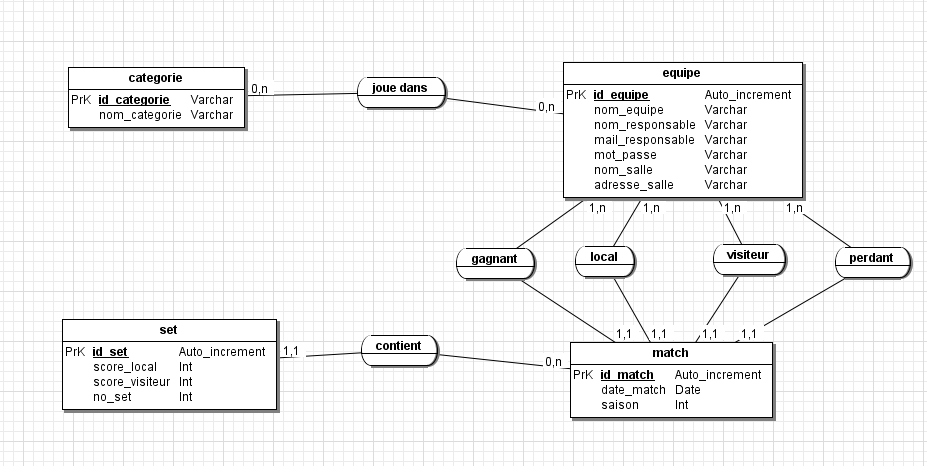 categorie
PrK id_categorie Varchar
nom_categorie Varchar
0,n
joue dans
0,n
equipe
PrK id_equipe Auto_increment
nom_equipe Varchar
nom_responsable Varchar
mail_responsable Varchar
mot_passe Varchar
nom_salle Varchar
adresse_salle Varchar
1,n 1,n 1,n 1,n
gagnant local visiteur perdant
1,1 1,1 1,1 1,1
set
PrK id_set Auto_increment
score_local Int
score_visiteur Int
no_set Int
1,1
contient
0,n
match
PrK id_match Auto_increment
date_match Date
saison Int